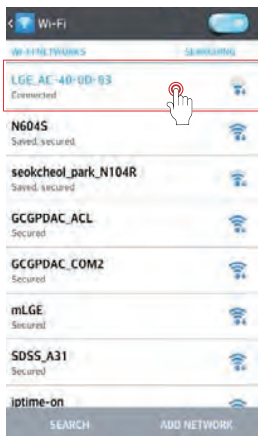 Wi-Fi
WI-FI NETWORKS SEARCHING
LGE_AC-40-0D-83
Connected
N604S
Saved, secured
seokcheol_park_N104R
Saved, secured
GCGPDAC_ACL
Secured
GCGPDAC_COM2
Secured
mLGE
Secured
SDSS_A31
Secured
iptime-on
SEARCH ADD NETWORK